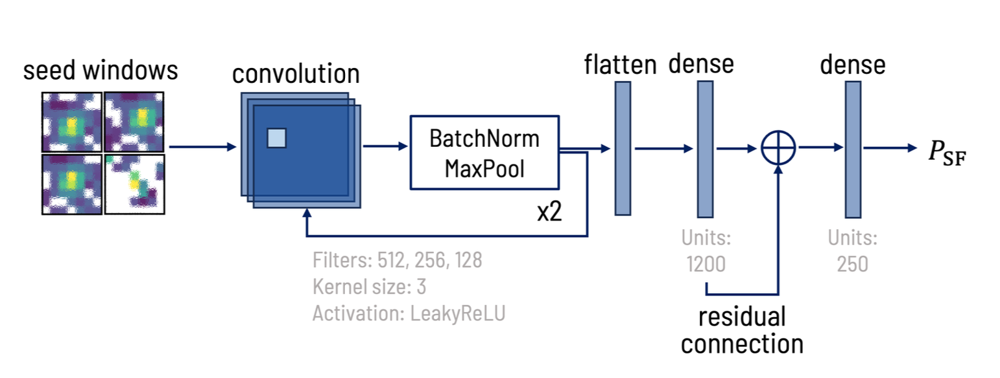 seed windows
convolution
BatchNorm
MaxPool
x2
Filters: 512, 256, 128
Kernel size: 3
Activation: LeakyReLU
flatten
dense
Units:
1200
residual
connection
dense
Units:
250
P_SF